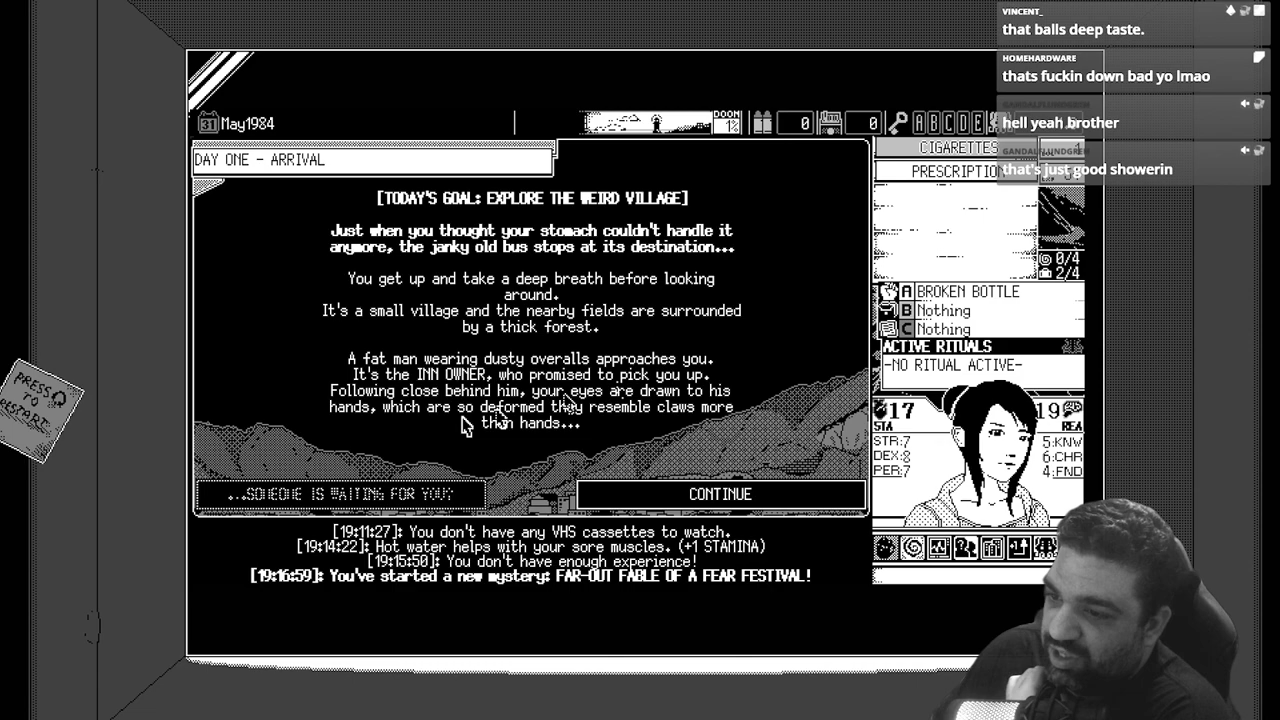 VINCENT_
that balls deep taste.
HOMEHARDWARE
thats fuckin down bad yo lmao
hell yeah brother
that's just good showerin
31 May1984
DOOM
1%
0
0
A B C D E
DAY ONE - ARRIVAL
[TODAY'S GOAL: EXPLORE THE WEIRD VILLAGE]
Just when you thought your stomach couldn't handle it
anymore, the janky old bus stops at its destination...
You get up and take a deep breath before looking
around.
It's a small village and the nearby fields are surrounded
by a thick forest.
A fat man wearing dusty overalls approaches you.
It's the INN OWNER, who promised to pick you up.
Following close behind him, your eyes are drawn to his
hands, which are so deformed they resemble claws more
than hands...
...SOMEONE IS WAITING FOR YOU?
CONTINUE
[19:11:27]: You don't have any VHS cassettes to watch.
[19:14:22]: Hot water helps with your sore muscles. (+1 STAMINA)
[19:15:50]: You don't have enough experience!
[19:16:59]: You've started a new mystery: FAR-OUT FABLE OF A FEAR FESTIVAL!
CIGARETTES
PRESCRIPTION
0/4
2/4
A BROKEN BOTTLE
B Nothing
C Nothing
ACTIVE RITUALS
-NO RITUAL ACTIVE-
17
STA
19
REA
STR:7
DEX:8
PER:7
5:KNV
6:CHR
4:FND
PRESS
TO
RESTART